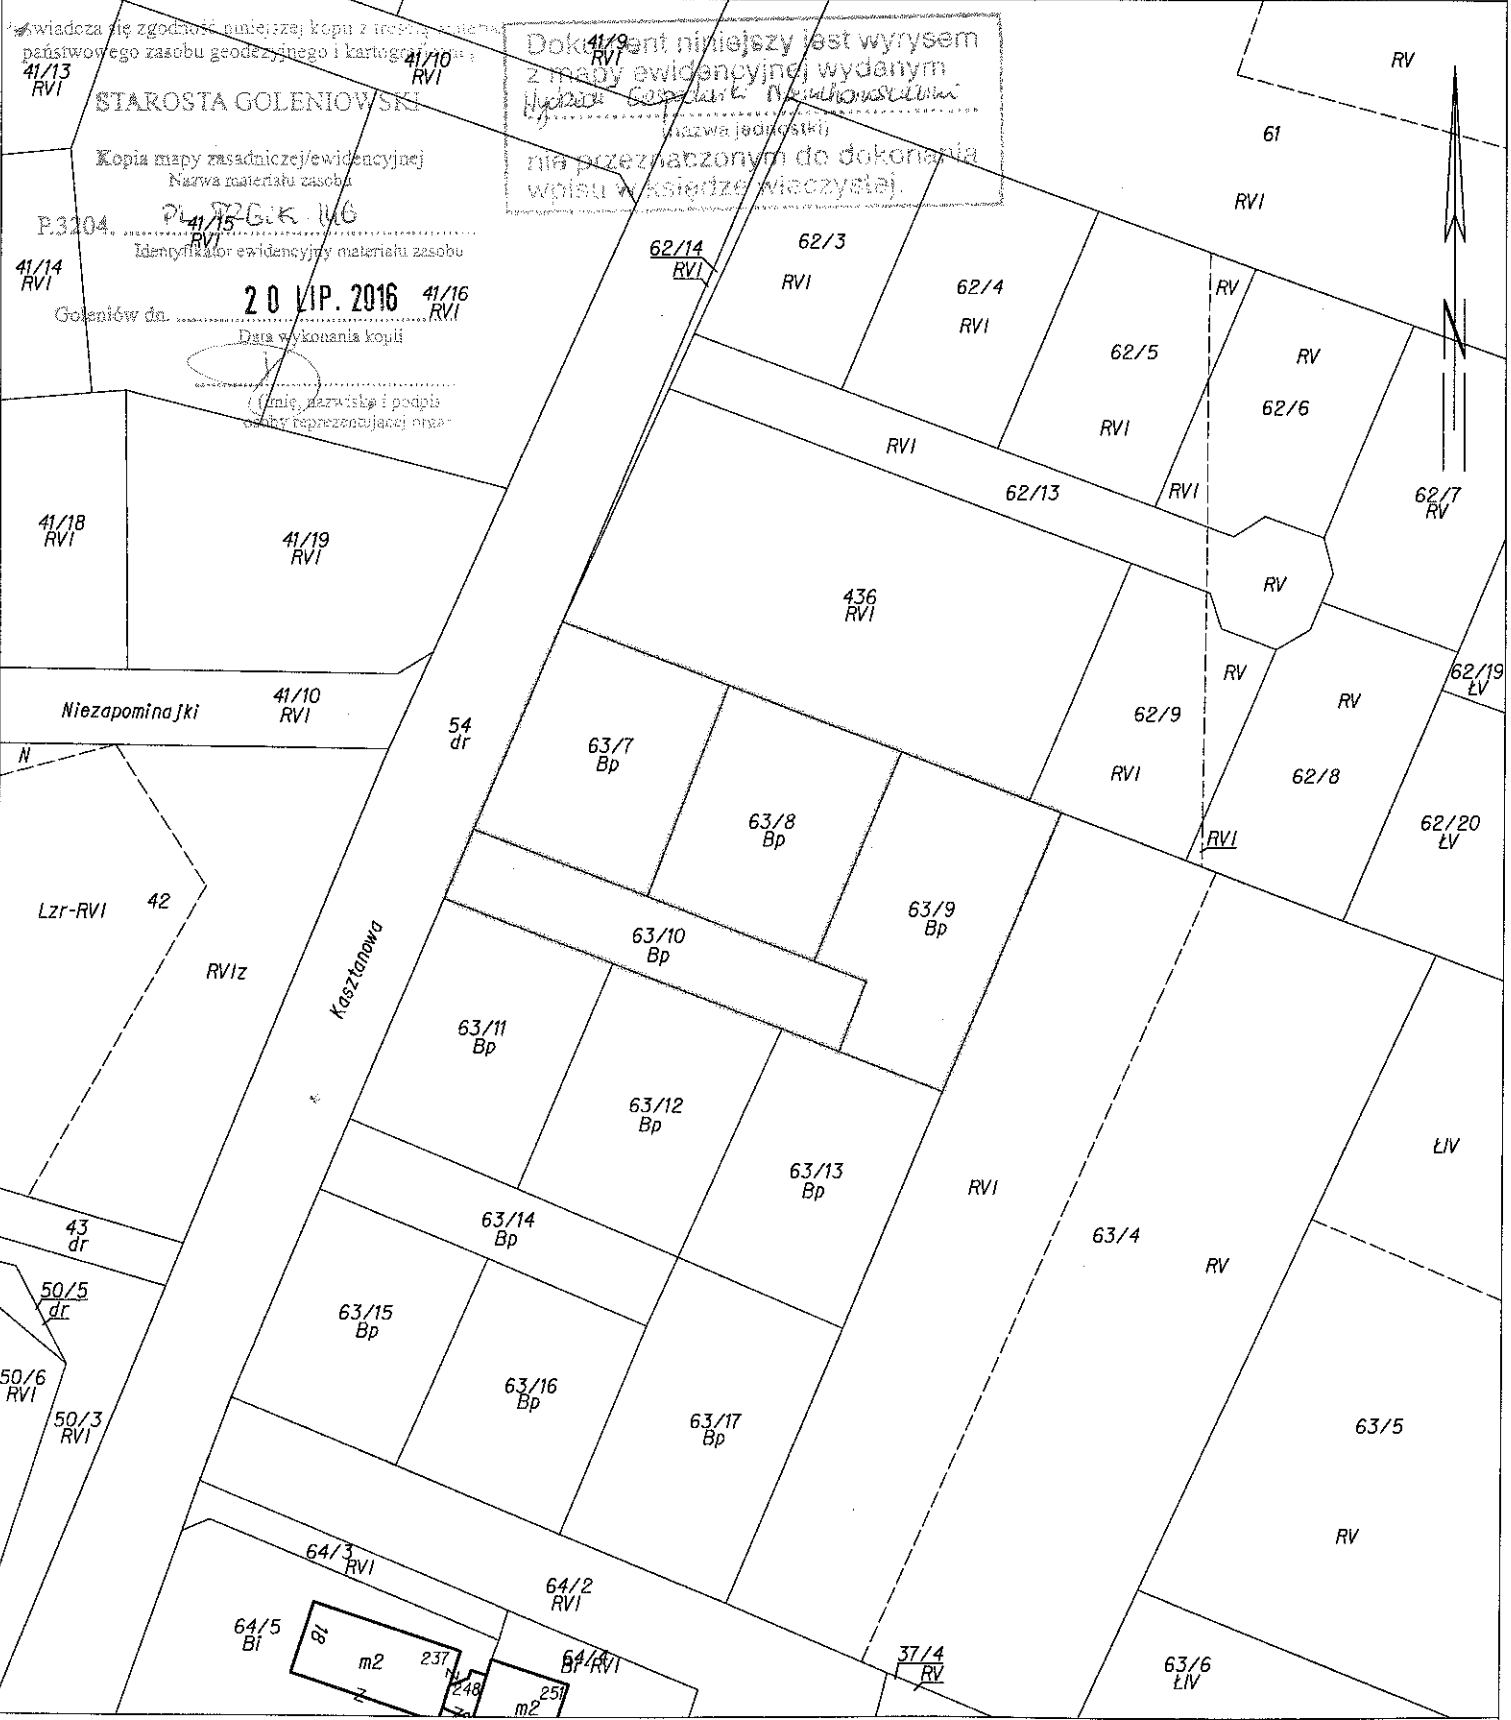 państwowego zasobu geodezyjnego i
STAROSTA GOLENIOWSKI
Kopia mapy zasadniczej/ewidencyjnej
Nazwa materiału zasobu
P.3204.
Identyfikator ewidencyjny materiału zasobu
Goleniów dn.
20 LIP. 2016
Data wykonania kopii
(imię, nazwisko i podpis
osoby reprezentującej organ
Dokument niniejszy jest wyrysem
z mapy ewidencyjnej wydanym
(nazwa jednostki)
nie przeznaczonym do dokonania
wpisu w księdze wieczystej.
41/13
RVI
41/10
RVI
41/9
RVI
RV
61
RVI
41/15
RVI
41/14
RVI
41/16
RVI
62/14
RVI
62/3
RVI
62/4
RVI
62/5
RVI
RV
RV
62/6
N
RVI
62/13
RVI
62/7
RV
41/18
RVI
41/19
RVI
436
RVI
RV
Niezapominajki
41/10
RVI
54
dr
62/9
RVI
RV
RV
62/8
62/19
ŁV
N
63/7
Bp
63/8
Bp
RVI
62/20
ŁV
Lzr-RVI
42
RVIz
Kasztanowa
63/9
Bp
63/10
Bp
63/11
Bp
63/12
Bp
63/13
Bp
RVI
ŁIV
43
dr
63/14
Bp
63/4
RV
50/5
dr
63/15
Bp
50/6
RVI
50/3
RVI
63/16
Bp
63/17
Bp
63/5
RV
64/3
RVI
64/2
RVI
64/5
Bi
18
m2
237
Z
248
m2
251
64/4
37/4
RV
63/6
ŁIV